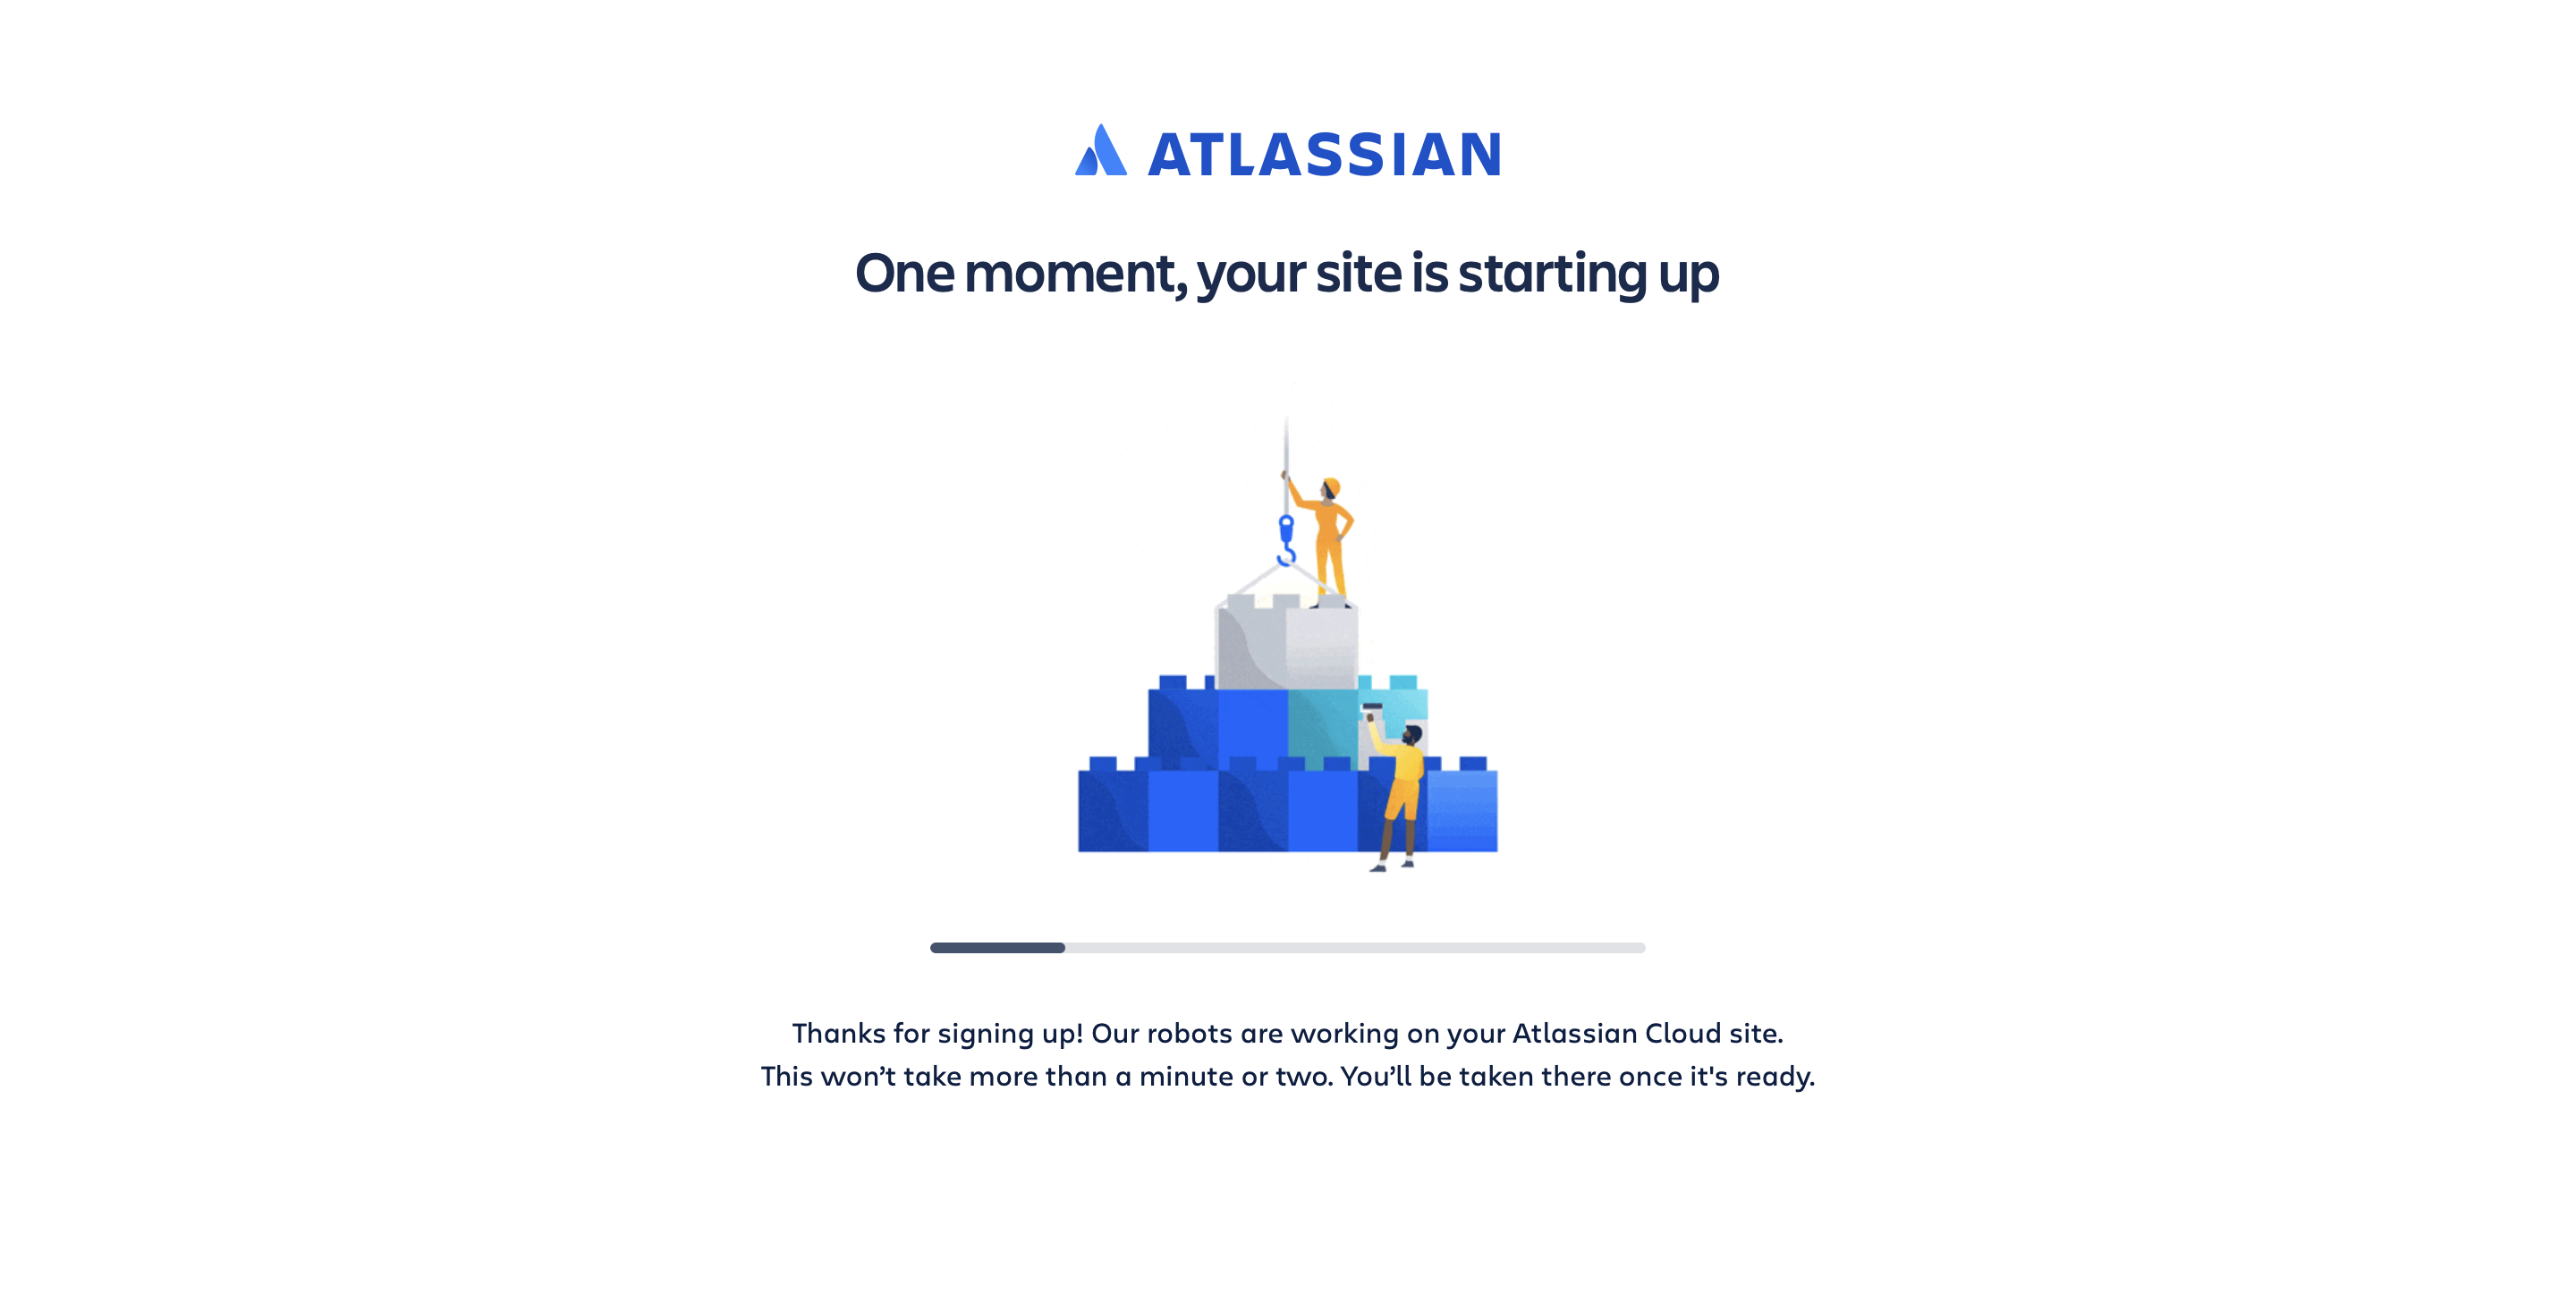 ATLASSIAN
One moment, your site is starting up
Thanks for signing up! Our robots are working on your Atlassian Cloud site.
This won’t take more than a minute or two. You’ll be taken there once it's ready.